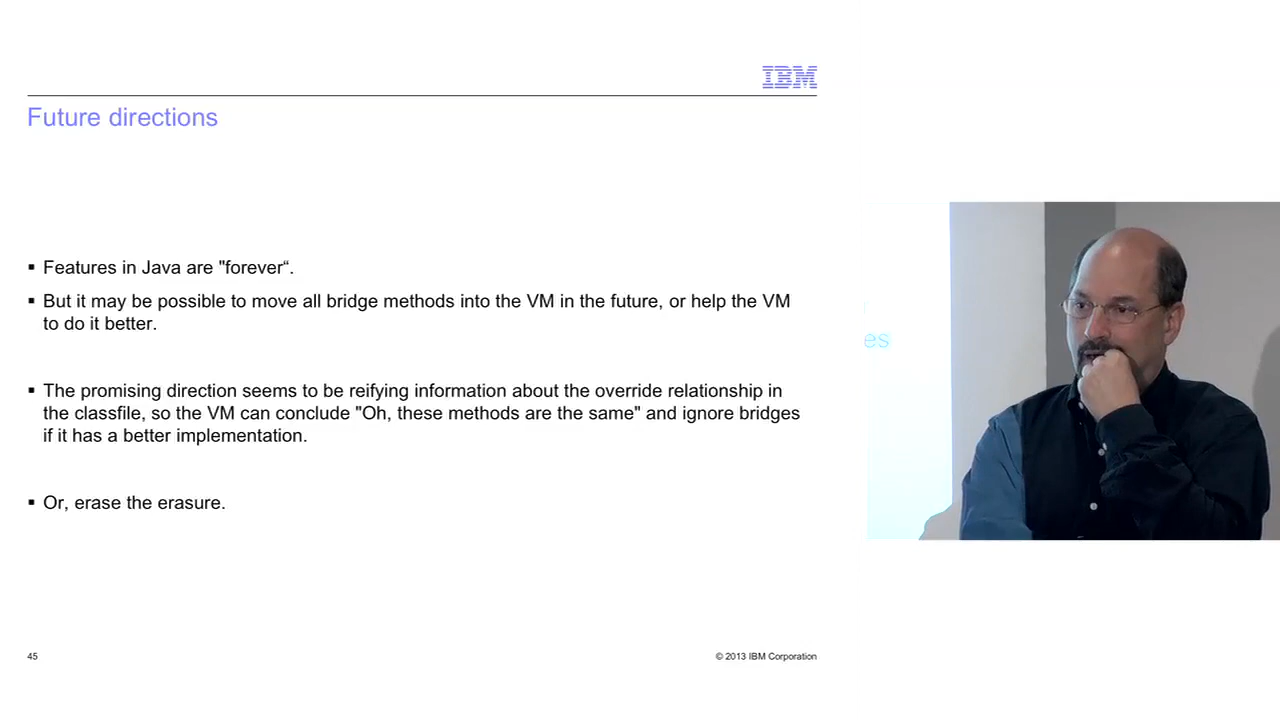 IBM
Future directions
▪ Features in Java are "forever“.
▪ But it may be possible to move all bridge methods into the VM in the future, or help the VM
to do it better.
▪ The promising direction seems to be reifying information about the override relationship in
the classfile, so the VM can conclude "Oh, these methods are the same" and ignore bridges
if it has a better implementation.
▪ Or, erase the erasure.
es
45
© 2013 IBM Corporation